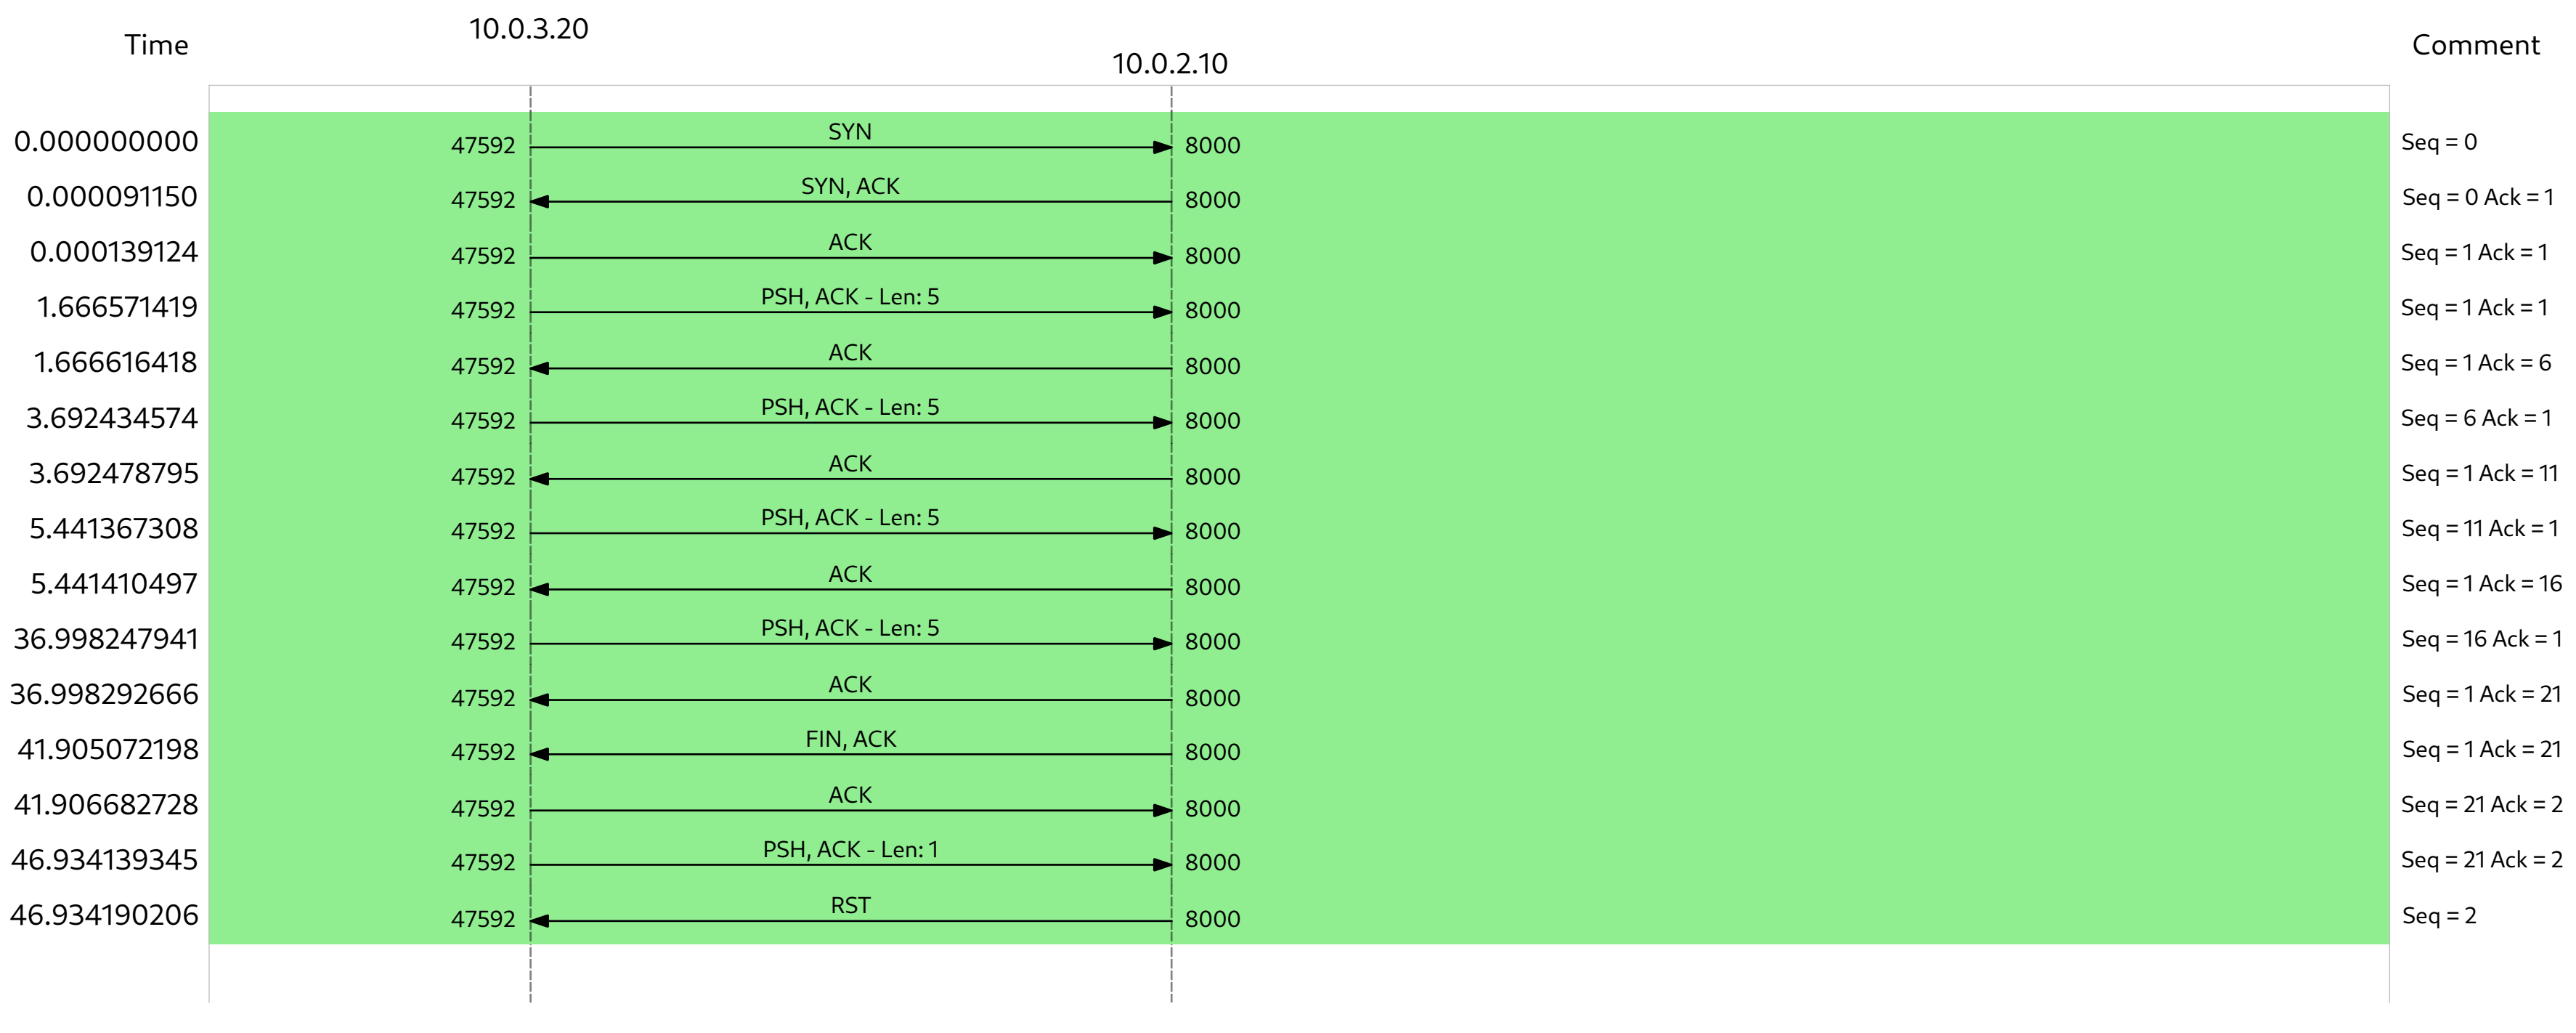 10.0.3.20
Time Comment
10.0.2.10
0.000000000 47592 SYN 8000 Seq = 0
0.000091150 47592 SYN, ACK 8000 Seq = 0 Ack = 1
0.000139124 47592 ACK 8000 Seq = 1 Ack = 1
1.666571419 47592 PSH, ACK - Len: 5 8000 Seq = 1 Ack = 1
1.666616418 47592 ACK 8000 Seq = 1 Ack = 6
3.692434574 47592 PSH, ACK - Len: 5 8000 Seq = 6 Ack = 1
3.692478795 47592 ACK 8000 Seq = 1 Ack = 11
5.441367308 47592 PSH, ACK - Len: 5 8000 Seq = 11 Ack = 1
5.441410497 47592 ACK 8000 Seq = 1 Ack = 16
36.998247941 47592 PSH, ACK - Len: 5 8000 Seq = 16 Ack = 1
36.998292666 47592 ACK 8000 Seq = 1 Ack = 21
41.905072198 47592 FIN, ACK 8000 Seq = 1 Ack = 21
41.906682728 47592 ACK 8000 Seq = 21 Ack = 2
46.934139345 47592 PSH, ACK - Len: 1 8000 Seq = 21 Ack = 2
46.934190206 47592 RST 8000 Seq = 2